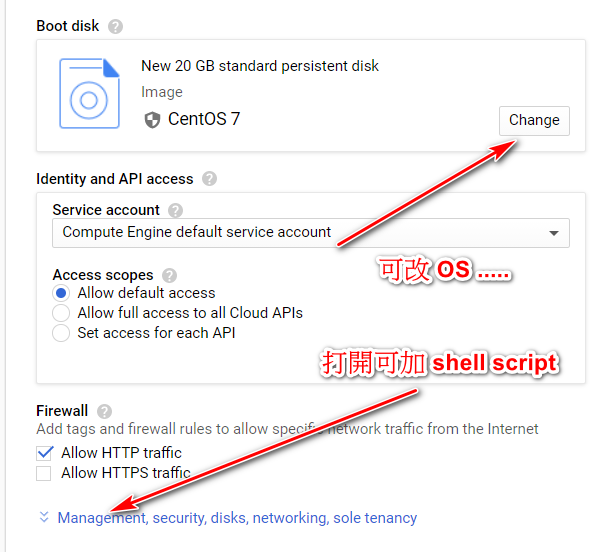 Boot disk
New 20 GB standard persistent disk
Image
CentOS 7
Change
Identity and API access
Service account
Compute Engine default service account
可改 OS .....
Access scopes
Allow default access
Allow full access to all Cloud APIs
Set access for each API
打開可加 shell script
Firewall
Add tags and firewall rules to allow specific network traffic from the Internet
Allow HTTP traffic
Allow HTTPS traffic
Management, security, disks, networking, sole tenancy